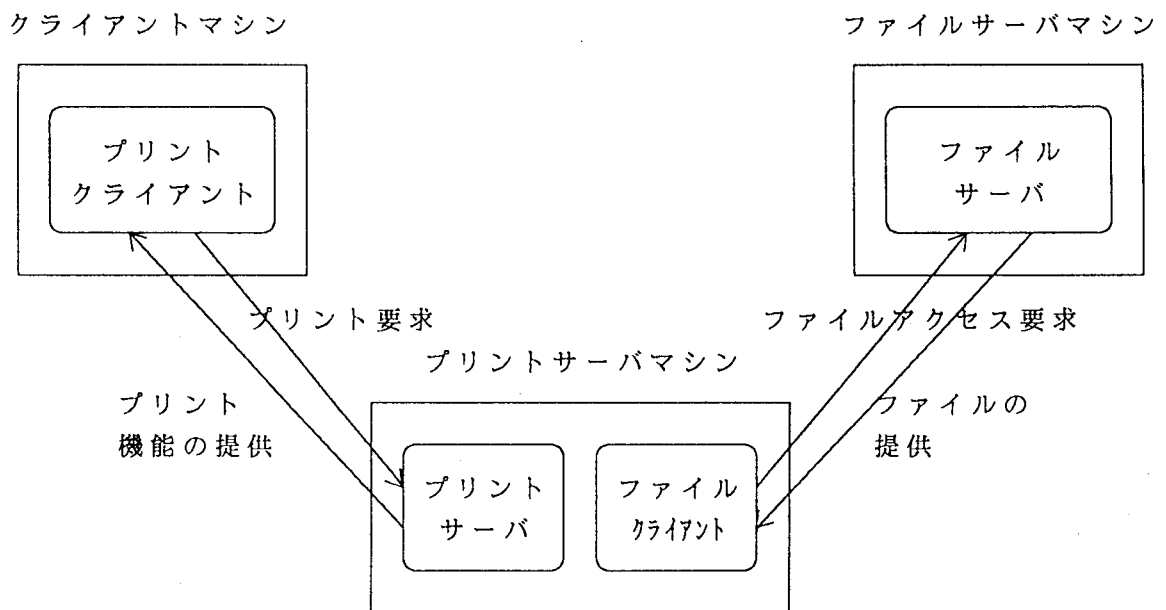 クライアントマシン
ファイルサーバマシン
プリント
クライアント
ファイル
サーバ
プリント要求
ファイルアクセス要求
プリントサーバマシン
プリント
機能の提供
ファイルの
提供
プリント
サーバ
ファイル
クライアント